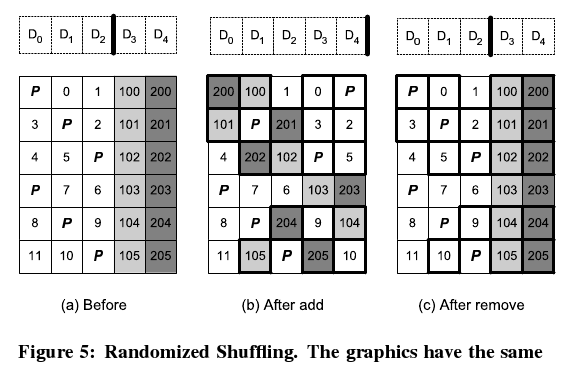 D0 D1 D2 D3 D4
P 0 1 100 200
3 P 2 101 201
4 5 P 102 202
P 7 6 103 203
8 P 9 104 204
11 10 P 105 205
(a) Before
D0 D1 D2 D3 D4
200 100 1 0 P
101 P 201 3 2
4 202 102 P 5
P 7 6 103 203
8 P 204 9 104
11 105 P 205 10
(b) After add
D0 D1 D2 D3 D4
P 0 1 100 200
3 P 2 101 201
4 5 P 102 202
P 7 6 103 203
8 P 9 104 204
11 10 P 105 205
(c) After remove
Figure 5: Randomized Shuffling. The graphics have the same